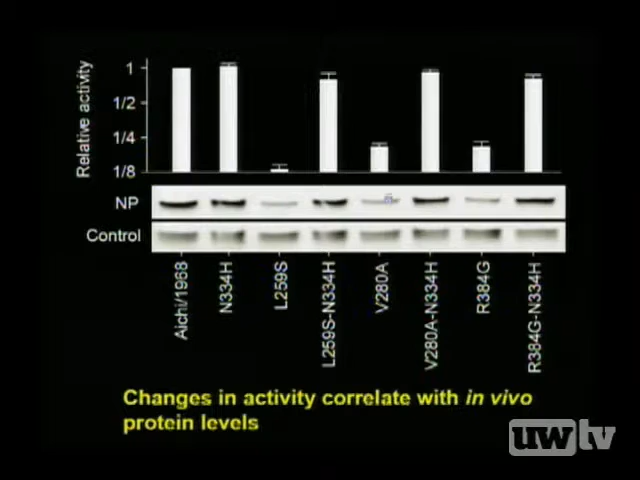 Relative activity
1
1/2
1/4
1/8
NP
Control
Aichi/1968
N334H
L259S
L259S-N334H
V280A
V280A-N334H
R384G
R384G-N334H
Changes in activity correlate with in vivo
protein levels
uwtv